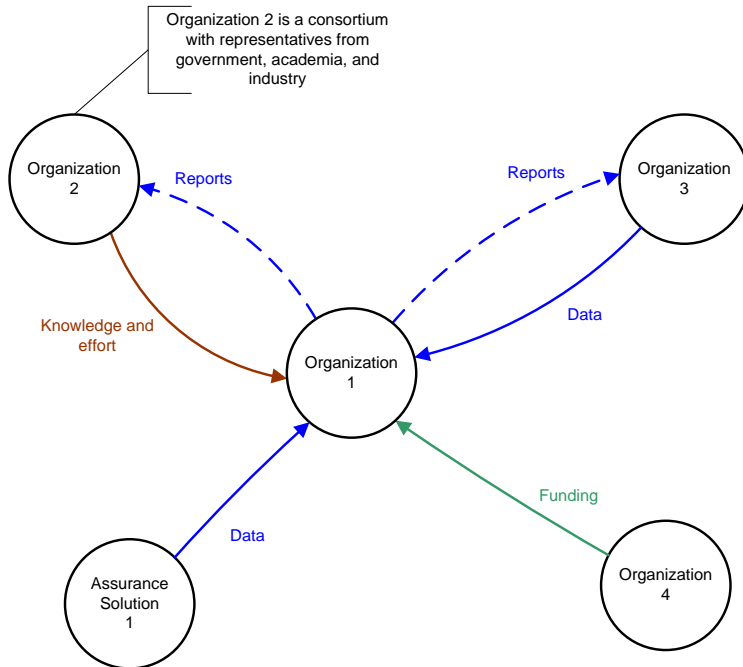 Organization 2 is a consortium
with representatives from
government, academia, and
industry
Organization
2
Reports
Reports
Organization
3
Knowledge and
effort
Data
Organization
1
Funding
Data
Assurance
Solution
1
Organization
4